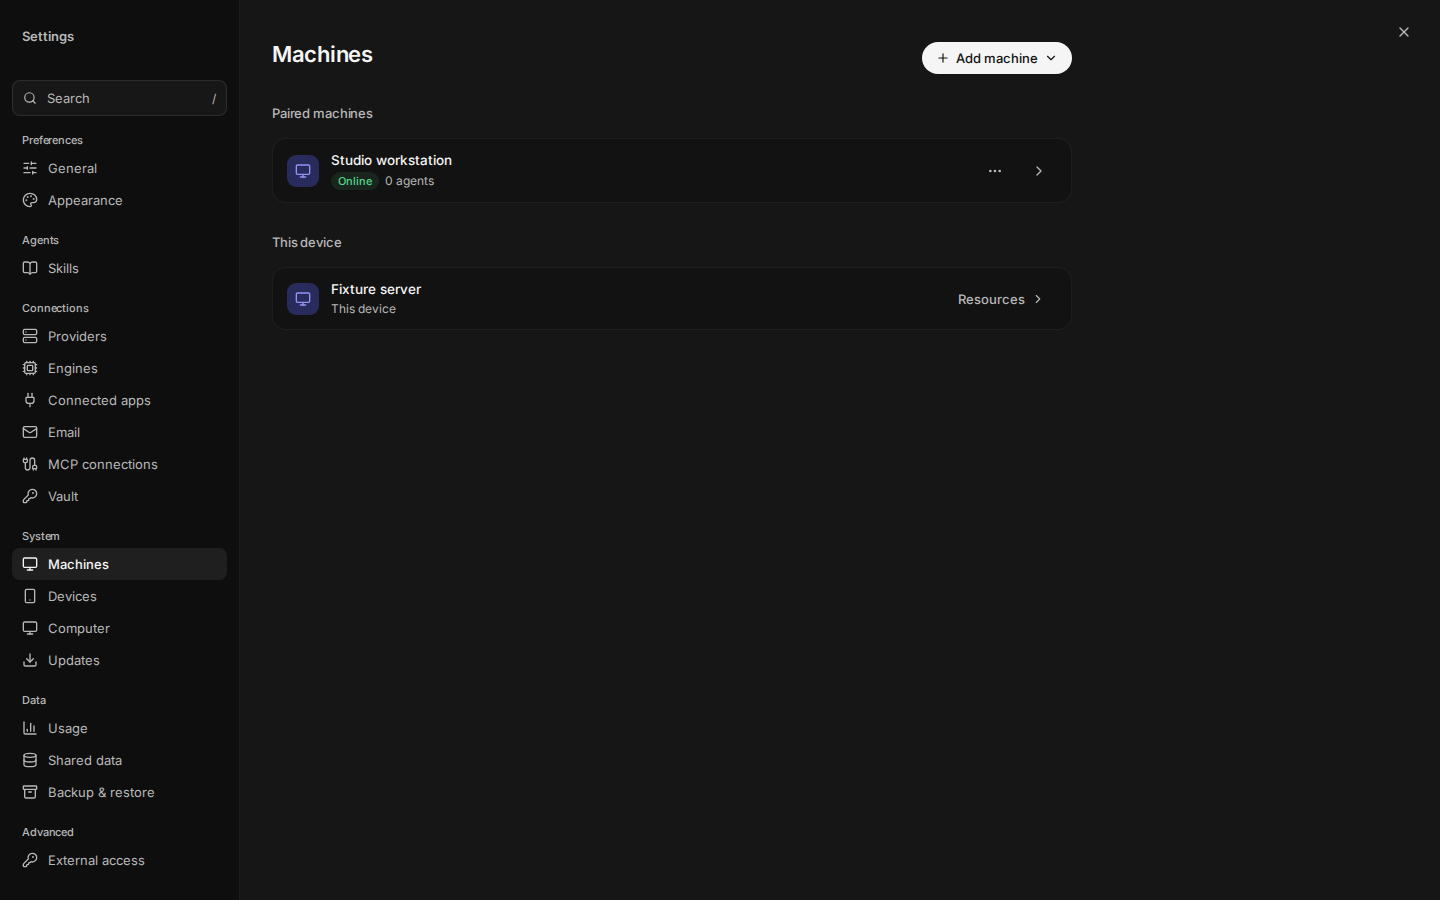 Settings
Search /
Preferences
General
Appearance
Agents
Skills
Connections
Providers
Engines
Connected apps
Email
MCP connections
Vault
System
Machines
Devices
Computer
Updates
Data
Usage
Shared data
Backup & restore
Advanced
External access
Machines
Add machine
Paired machines
Studio workstation
Online 0 agents
This device
Fixture server
This device
Resources